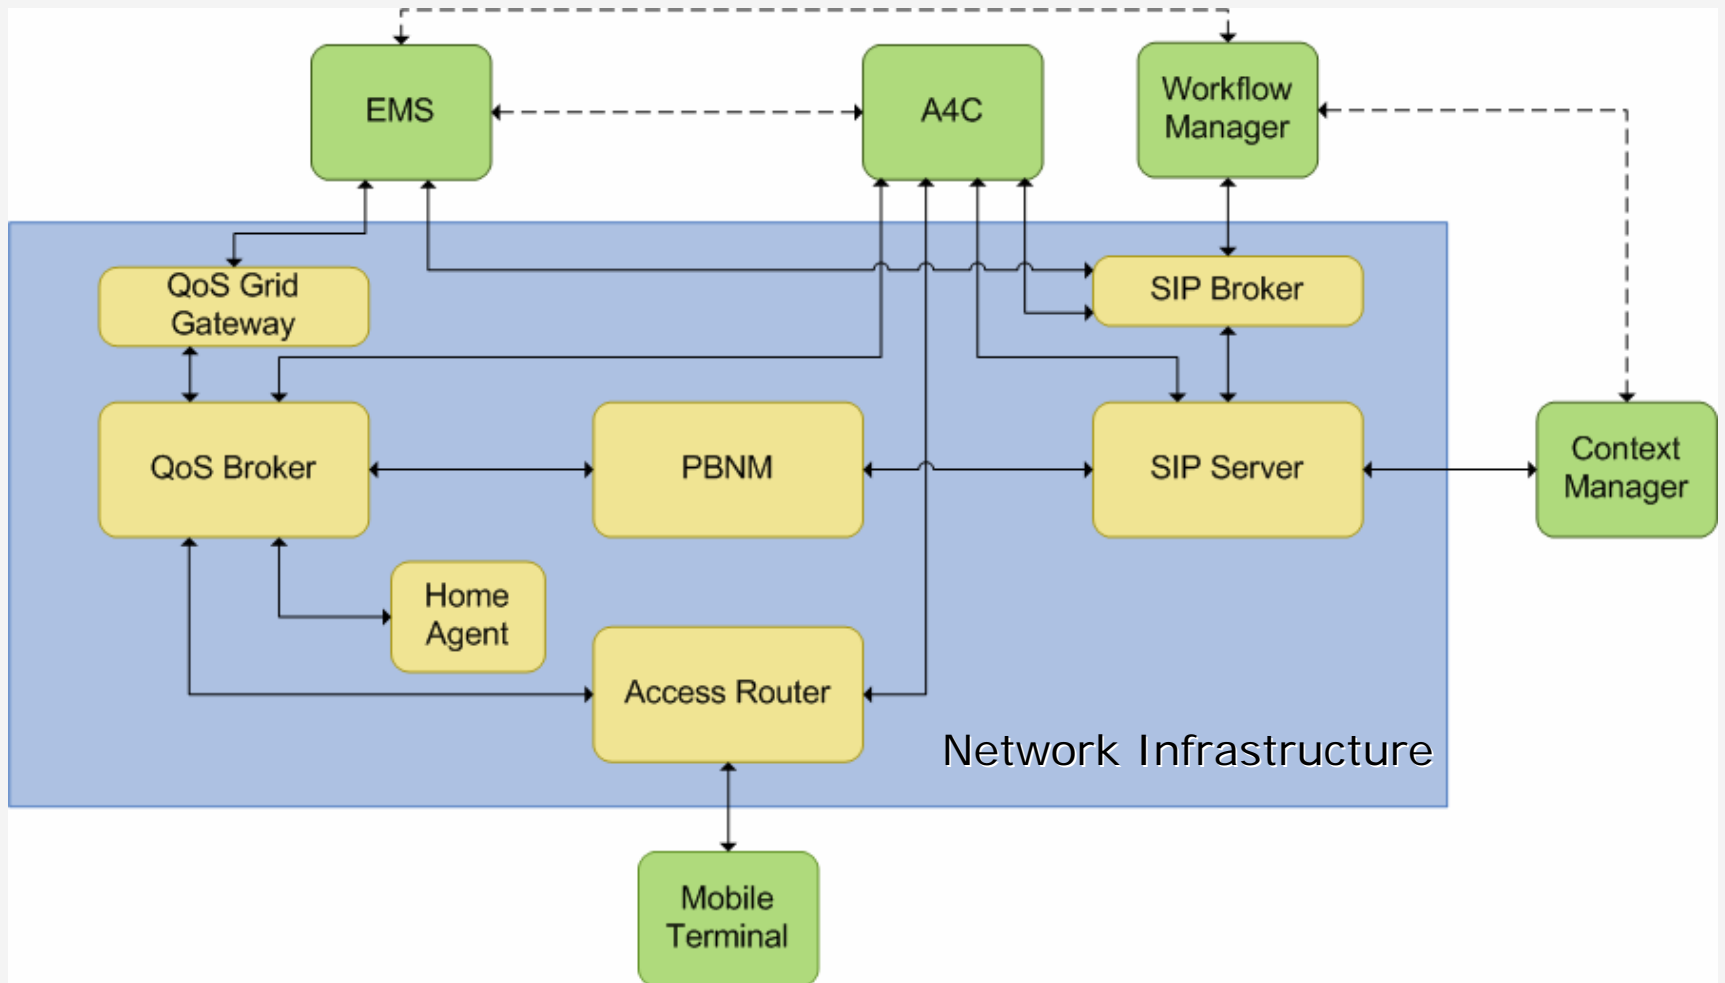 EMS
A4C
Workflow
Manager
QoS Grid
Gateway
SIP Broker
QoS Broker
PBNM
SIP Server
Context
Manager
Home
Agent
Access Router
Network Infrastructure
Mobile
Terminal